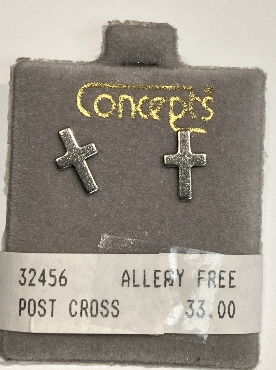 Concepts
32456 ALLERY FREE
POST CROSS 33.00